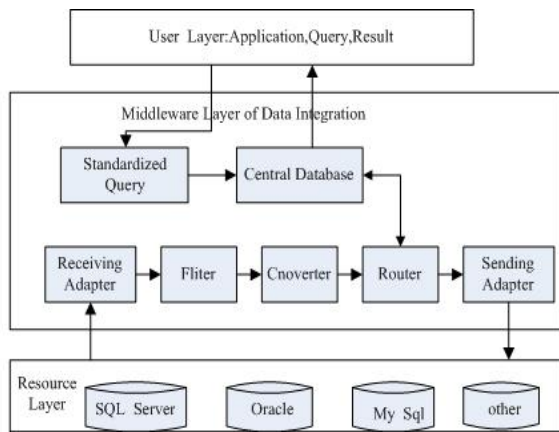 User Layer:Application,Query,Result
Middleware Layer of Data Integration
Standardized
Query
Central Database
Receiving
Adapter
Fliter
Cnoverter
Router
Sending
Adapter
Resource
Layer
SQL Server
Oracle
My Sql
other